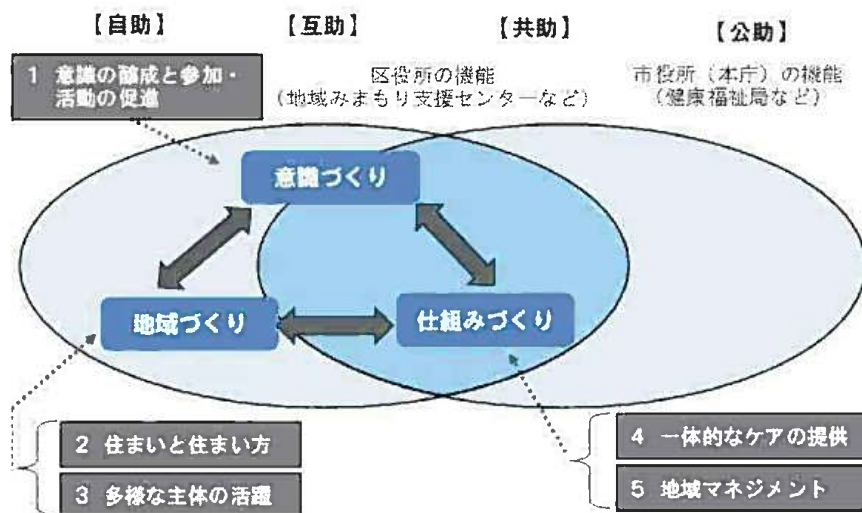 【自助】 【互助】 【共助】 【公助】
1 意識の醸成と参加・
活動の促進
区役所の機能
(地域みまもり支援センターなど)
市役所(本庁)の機能
(健康福祉局など)
意識づくり
地域づくり
仕組みづくり
2 住まいと住まい方
3 多様な主体の活躍
4 一体的なケアの提供
5 地域マネジメント